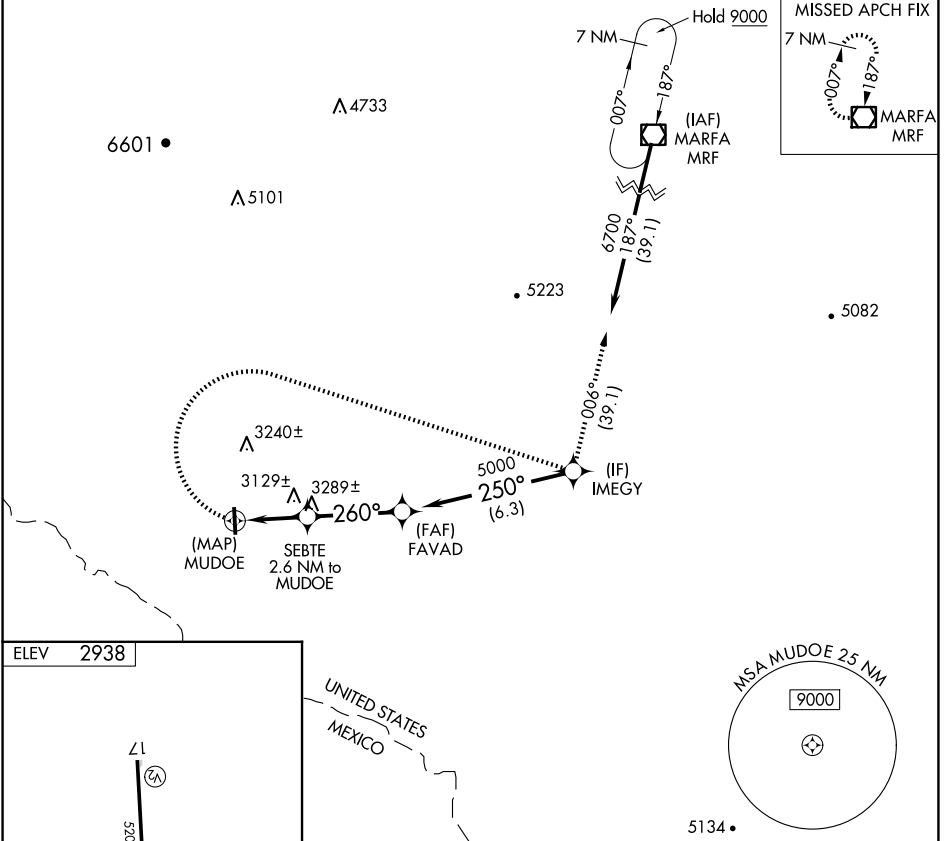 Hold 9000
7 NM
007°
187°
(IAF)
MARFA
MRF
MISSED APCH FIX
7 NM
007°
187°
MARFA
MRF
4733
6601
5101
6700
187°
(39.1)
5223
5082
006°
(39.1)
3240±
3129±
3289±
5000
250°
(6.3)
(IF)
IMEGY
260°
(FAF)
FAVAD
(MAP)
MUDOE
SEBTE
2.6 NM to
MUDOE
ELEV 2938
17
V2
520
UNITED STATES
MEXICO
MSA MUDOE 25 NM
9000
5134